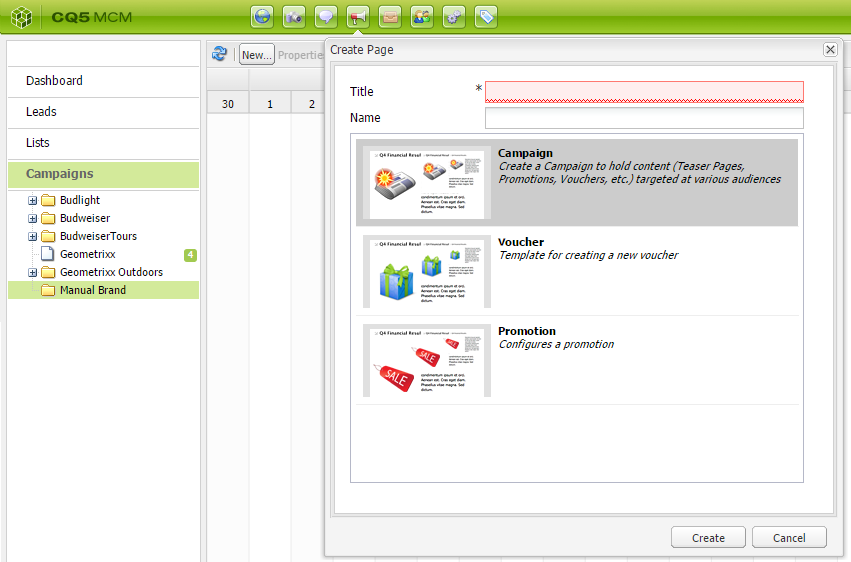 CQ5 MCM
Dashboard
Leads
Lists
Campaigns
Budlight
Budweiser
BudweiserTours
Geometrixx
4
Geometrixx Outdoors
Manual Brand
New...
Propertie
30
1
2
Create Page
Title
*
Name
Q4 Financial Resul
condimentum ipsum et orci.
Aenean est. Cras eget diam.
Phasellus vitae magna. Sed
dictum.
Campaign
Create a Campaign to hold content (Teaser Pages,
Promotions, Vouchers, etc.) targeted at various audiences
Q4 Financial Resul
condimentum ipsum et orci.
Aenean est. Cras eget diam.
Phasellus vitae magna. Sed
dictum.
Voucher
Template for creating a new voucher
Q4 Financial Resul
SALE
SALE
condimentum ipsum et orci.
Aenean est. Cras eget diam.
Phasellus vitae magna. Sed
dictum.
Promotion
Configures a promotion
Create
Cancel